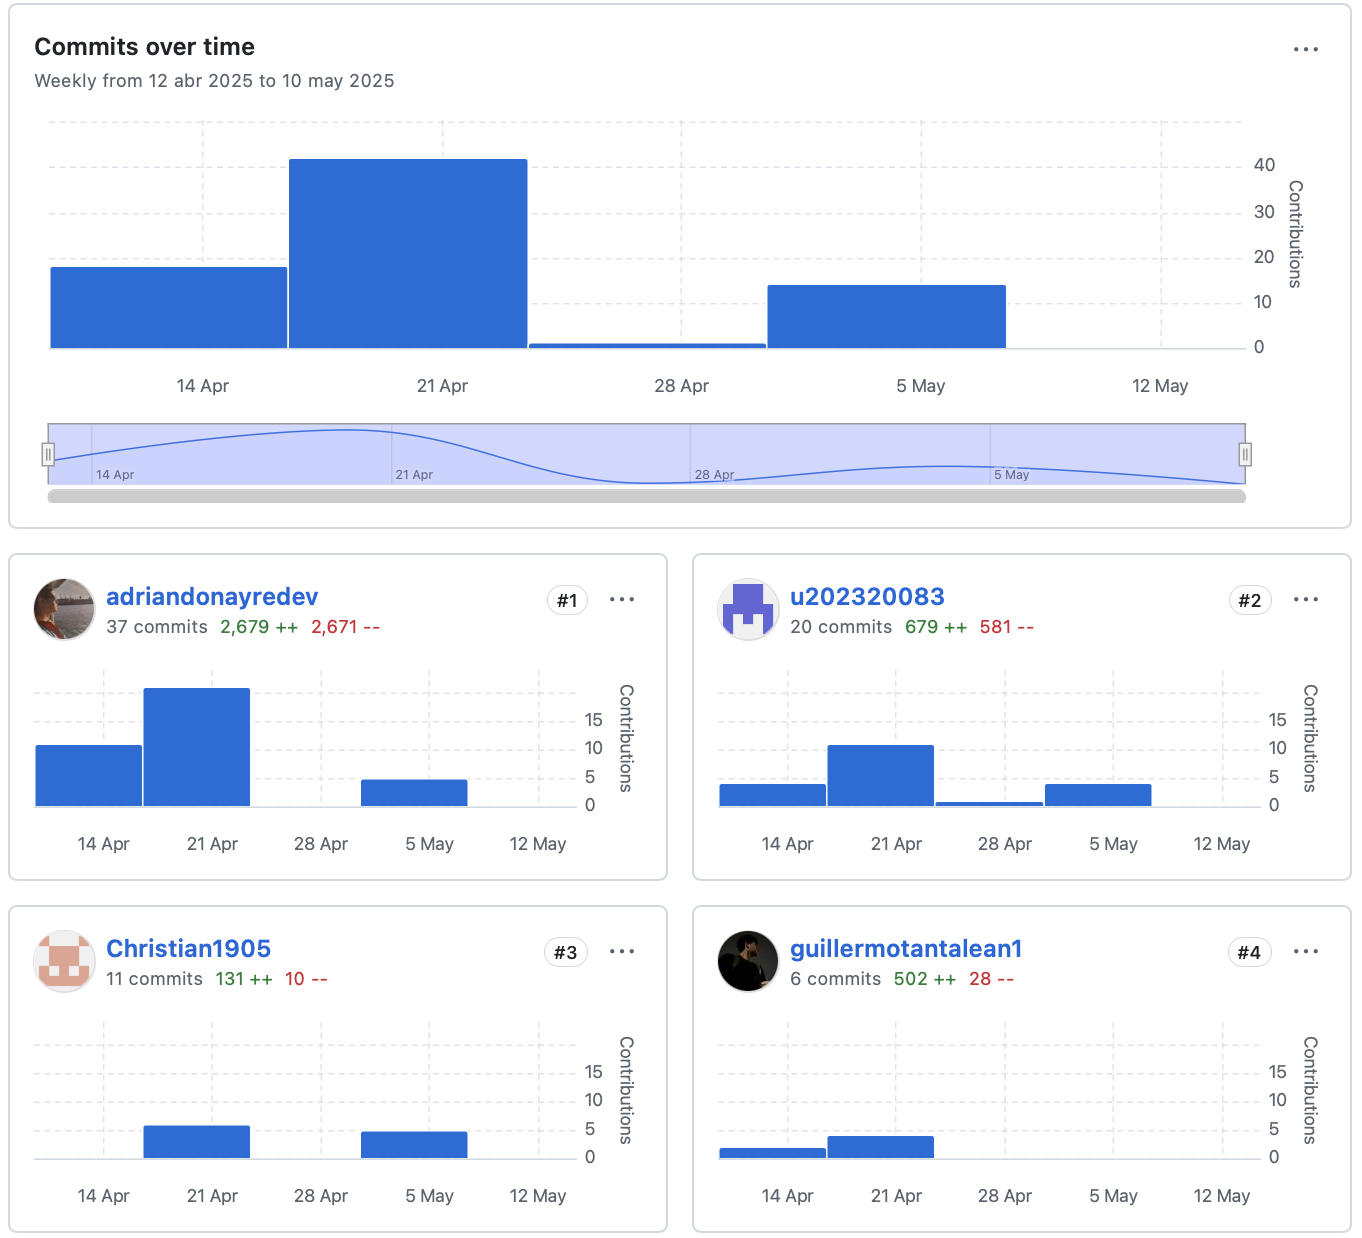 Commits over time
Weekly from 12 abr 2025 to 10 may 2025
40
30
20
10
0
Contributions
14 Apr
21 Apr
28 Apr
5 May
12 May
14 Apr
21 Apr
28 Apr
5 May
adriandonayredev
#1
37 commits 2,679 ++ 2,671 --
15
10
5
0
Contributions
14 Apr
21 Apr
28 Apr
5 May
12 May
u202320083
#2
20 commits 679 ++ 581 --
15
10
5
0
Contributions
14 Apr
21 Apr
28 Apr
5 May
12 May
Christian1905
#3
11 commits 131 ++ 10 --
15
10
5
0
Contributions
14 Apr
21 Apr
28 Apr
5 May
12 May
guillermotantalean1
#4
6 commits 502 ++ 28 --
15
10
5
0
Contributions
14 Apr
21 Apr
28 Apr
5 May
12 May